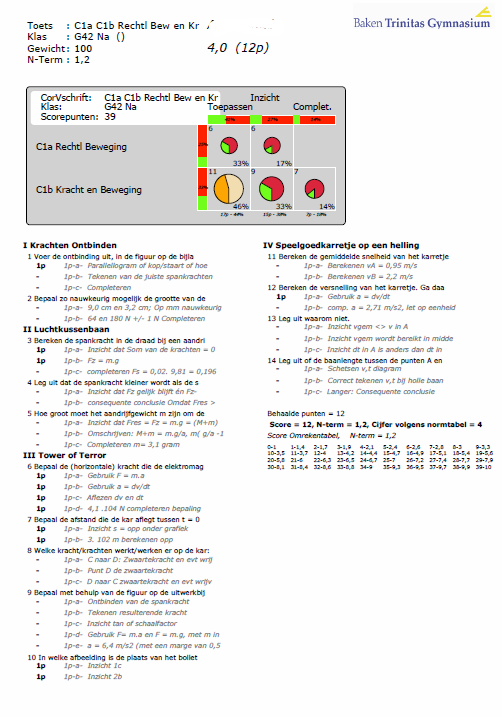 Toets : C1a C1b Rechtl Bew en Kr
Klas : G42 Na ()
Gewicht: 100
N-Term : 1,2
4,0 (12p)
Baken Trinitas Gymnasium
CorVschrift: C1a C1b Rechtl Bew en Kr
Klas: G42 Na
Scorepunten: 39
Toepassen Inzicht Complet.
C1a Rechtl Beweging
6 33%
6 17%
C1b Kracht en Beweging
11 46%
9 33%
7 14%
I Krachten Ontbinden
1 Voer de ontbinding uit, in de figuur op de bijla
1p 1p-a- Parallellogram of kop/staart of hoe
- 1p-b- Tekenen van de juiste spankrachten
- 1p-c- Completeren
2 Bepaal zo nauwkeurig mogelijk de grootte van de
- 1p-a- 9,0 cm en 3,2 cm; Op mm nauwkeurig
- 1p-b- 64 en 180 N +/- 1 N Completeren
II Luchtkussenbaan
3 Bereken de spankracht in de draad bij een aandri
- 1p-a- Inzicht dat Som van de krachten = 0
1p 1p-b- Fz = m.g
- 1p-c- completeren Fs = 0,02. 9,81 = 0,196
4 Leg uit dat de spankracht kleiner wordt als de s
- 1p-a- Inzicht dat Fz gelijk blijft én Fz-
- 1p-b- consequente conclusie Omdat Fres >
5 Hoe groot moet het aandrijfgewicht m zijn om de
- 1p-a- Inzicht dat Fres = Fz = m.g = (M+m)
- 1p-b- Omschrijven: M+m = m.g/a, m( g/a -1
- 1p-c- Completeren m= 3,1 gram
III Tower of Terror
6 Bepaal de (horizontale) kracht die de elektromag
1p 1p-a- Gebruik F = m.a
1p 1p-b- Gebruik a = dv/dt
1p 1p-c- Aflezen dv en dt
1p 1p-d- 4,1 .104 N completeren bepaling
7 Bepaal de afstand die de kar aflegt tussen t = 0
1p 1p-a- Inzicht s = opp onder grafiek
1p 1p-b- 3. 102 m berekenen opp
8 Welke kracht/krachten werkt/werken er op de kar:
- 1p-a- C naar D: Zwaartekracht en evt wrij
- 1p-b- Punt D de zwaartekracht
- 1p-c- D naar C zwaartekracht en evt wrijv
9 Bepaal met behulp van de figuur op de uitwerkbij
- 1p-a- Ontbinden van de spankracht
- 1p-b- Tekenen resulterende kracht
- 1p-c- Inzicht tan of schaalfactor
- 1p-d- Gebruik F= m.a en F = m.g, met m in
- 1p-e- a = 6,4 m/s2 (met een marge van 0,5
10 In welke afbeelding is de plaats van het bollet
1p 1p-a- Inzicht 1c
1p 1p-b- Inzicht 2b
IV Speelgoedkarretje op een helling
11 Bereken de gemiddelde snelheid van het karretje
- 1p-a- Berekenen vA = 0,95 m/s
- 1p-b- Berekenen vB = 2,2 m/s
12 Bereken de versnelling van het karretje. Ga daa
1p 1p-a- Gebruik a = dv/dt
- 1p-b- comp. a = 2,71 m/s2, let op eenheid
13 Leg uit waarom niet.
- 1p-a- Inzicht vgem <> v in A
- 1p-b- Inzicht vgem wordt bereikt in midde
- 1p-c- Inzicht dt in A is anders dan dt in
14 Leg uit of de baanlengte tussen de punten A en
- 1p-a- Schetsen v,t diagram
- 1p-b- Correct tekenen v,t bij holle baan
- 1p-c- Langer: Consequente conclusie
Behaalde punten = 12
Score = 12, N-term = 1,2, Cijfer volgens normtabel = 4
Score Omrekentabel, N-term = 1,2
0-1 1-1,4 2-1,7 3-1,9 4-2,1 5-2,4 6-2,6 7-2,8 8-3 9-3,3
10-3,5 11-3,7 12-4 13-4,2 14-4,4 15-4,7 16-4,9 17-5,1 18-5,4 19-5,6
20-5,8 21-6 22-6,3 23-6,5 24-6,7 25-7 26-7,2 27-7,4 28-7,7 29-7,9
30-8,1 31-8,4 32-8,6 33-8,8 34-9 35-9,3 36-9,5 37-9,7 38-9,9 39-10